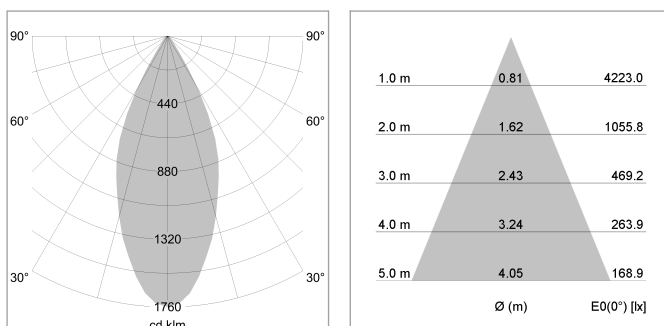 90° 90°
440
60° 60°
880
1320
30° 30°
1760
cd klm
1.0 m 0.81 4223.0
2.0 m 1.62 1055.8
3.0 m 2.43 469.2
4.0 m 3.24 263.9
5.0 m 4.05 168.9
Ø (m) E0(0°) [lx]